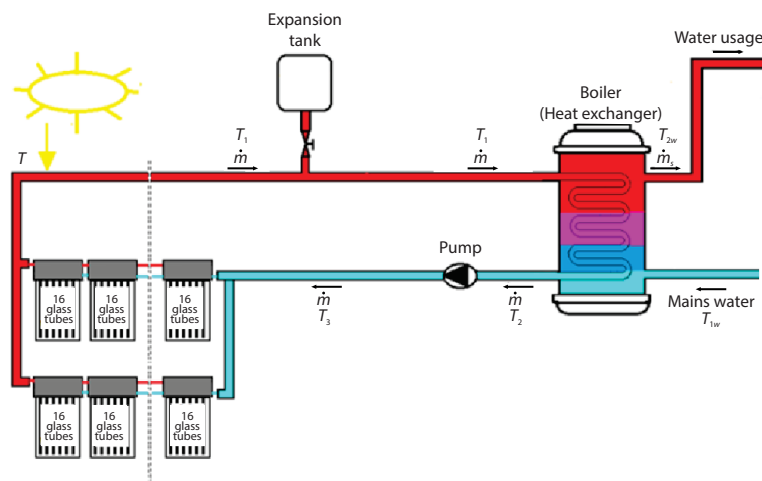 Expansion
tank
Water usage
Boiler
(Heat exchanger)
T
T1
ṁ
T1
ṁ
T2w
ṁs
Pump
ṁ
T3
ṁ
T2
Mains water
T1w
16
glass
tubes
16
glass
tubes
16
glass
tubes
16
glass
tubes
16
glass
tubes
16
glass
tubes